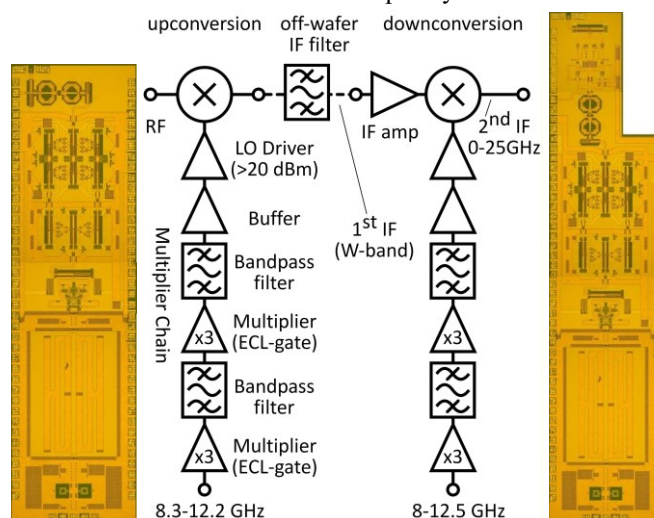 upconversion
off-wafer
IF filter
downconversion
RF
IF amp
2nd IF
0-25GHz
LO Driver
(>20 dBm)
Buffer
1st IF
(W-band)
Multiplier Chain
Bandpass
filter
x3
Multiplier
(ECL-gate)
x3
Bandpass
filter
x3
Multiplier
(ECL-gate)
x3
8.3-12.2 GHz
8-12.5 GHz